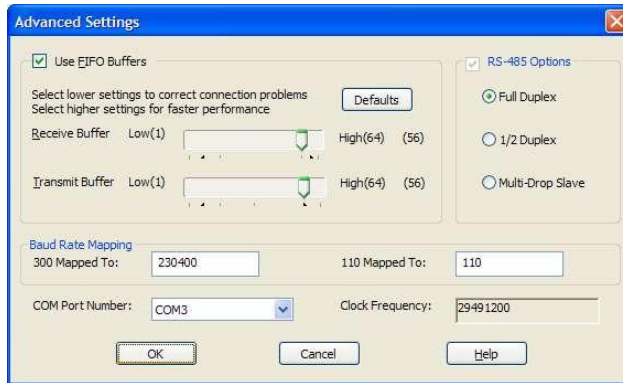 Advanced Settings
Use FIFO Buffers
Select lower settings to correct connection problems
Select higher settings for faster performance
Defaults
Receive Buffer Low(1) High(64) (56)
Transmit Buffer Low(1) High(64) (56)
RS-485 Options
Full Duplex
1/2 Duplex
Multi-Drop Slave
Baud Rate Mapping
300 Mapped To: 230400 110 Mapped To: 110
COM Port Number: COM3 Clock Frequency: 29491200
OK Cancel Help